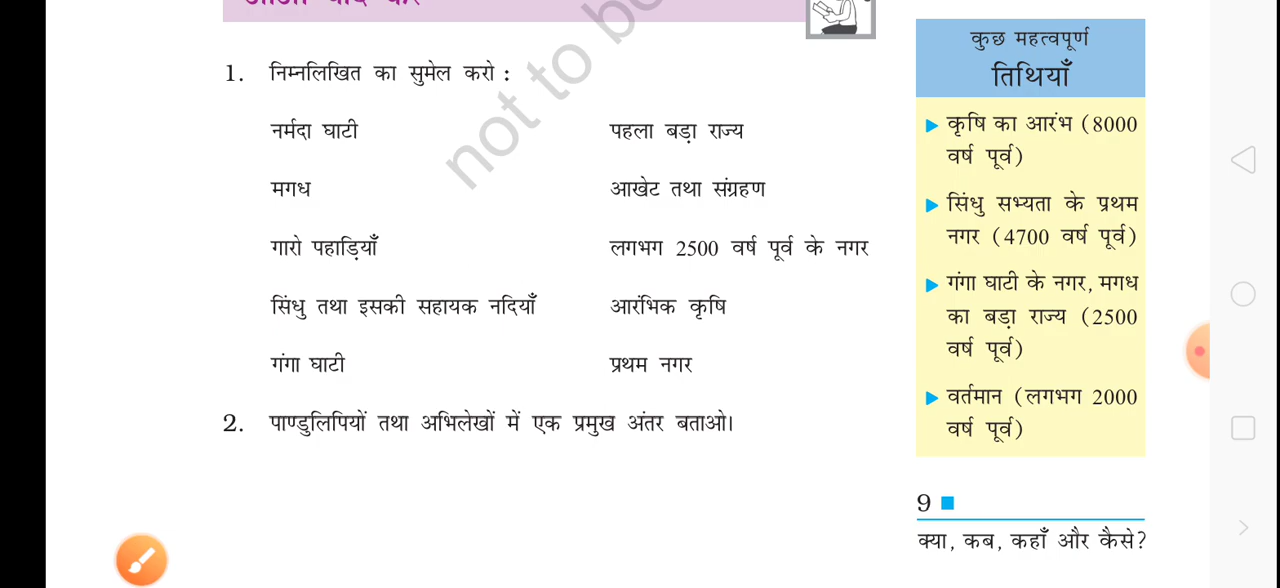 आओ याद करें
1. निम्नलिखित का सुमेल करो :
नर्मदा घाटी पहला बड़ा राज्य
मगध आखेट तथा संग्रहण
गारो पहाड़ियाँ लगभग 2500 वर्ष पूर्व के नगर
सिंधु तथा इसकी सहायक नदियाँ आरंभिक कृषि
गंगा घाटी प्रथम नगर
2. पाण्डुलिपियों तथा अभिलेखों में एक प्रमुख अंतर बताओ।
not to be
कुछ महत्वपूर्ण
तिथियाँ
कृषि का आरंभ (8000
वर्ष पूर्व)
सिंधु सभ्यता के प्रथम
नगर (4700 वर्ष पूर्व)
गंगा घाटी के नगर, मगध
का बड़ा राज्य (2500
वर्ष पूर्व)
वर्तमान (लगभग 2000
वर्ष पूर्व)
9
क्या, कब, कहाँ और कैसे?